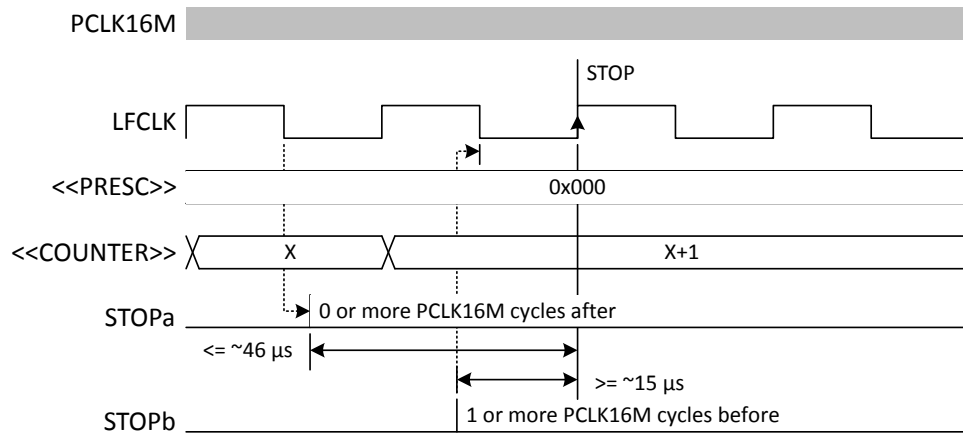 PCLK16M
STOP
LFCLK
<<PRESC>>
0x000
<<COUNTER>>
X
X+1
STOPa
0 or more PCLK16M cycles after
<= ~46 µs
>= ~15 µs
STOPb
1 or more PCLK16M cycles before